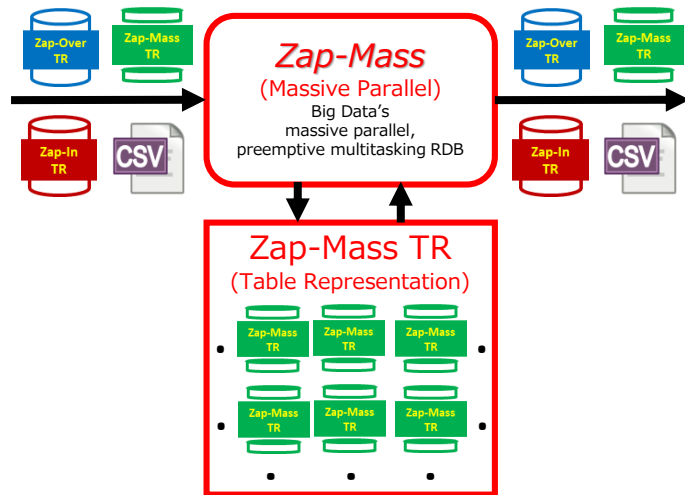 Zap-Over
TR
Zap-Mass
TR
Zap-In
TR
CSV
Zap-Mass
(Massive Parallel)
Big Data's
massive parallel,
preemptive multitasking RDB
Zap-Over
TR
Zap-Mass
TR
Zap-In
TR
CSV
Zap-Mass TR
(Table Representation)
Zap-Mass
TR
Zap-Mass
TR
Zap-Mass
TR
Zap-Mass
TR
Zap-Mass
TR
Zap-Mass
TR